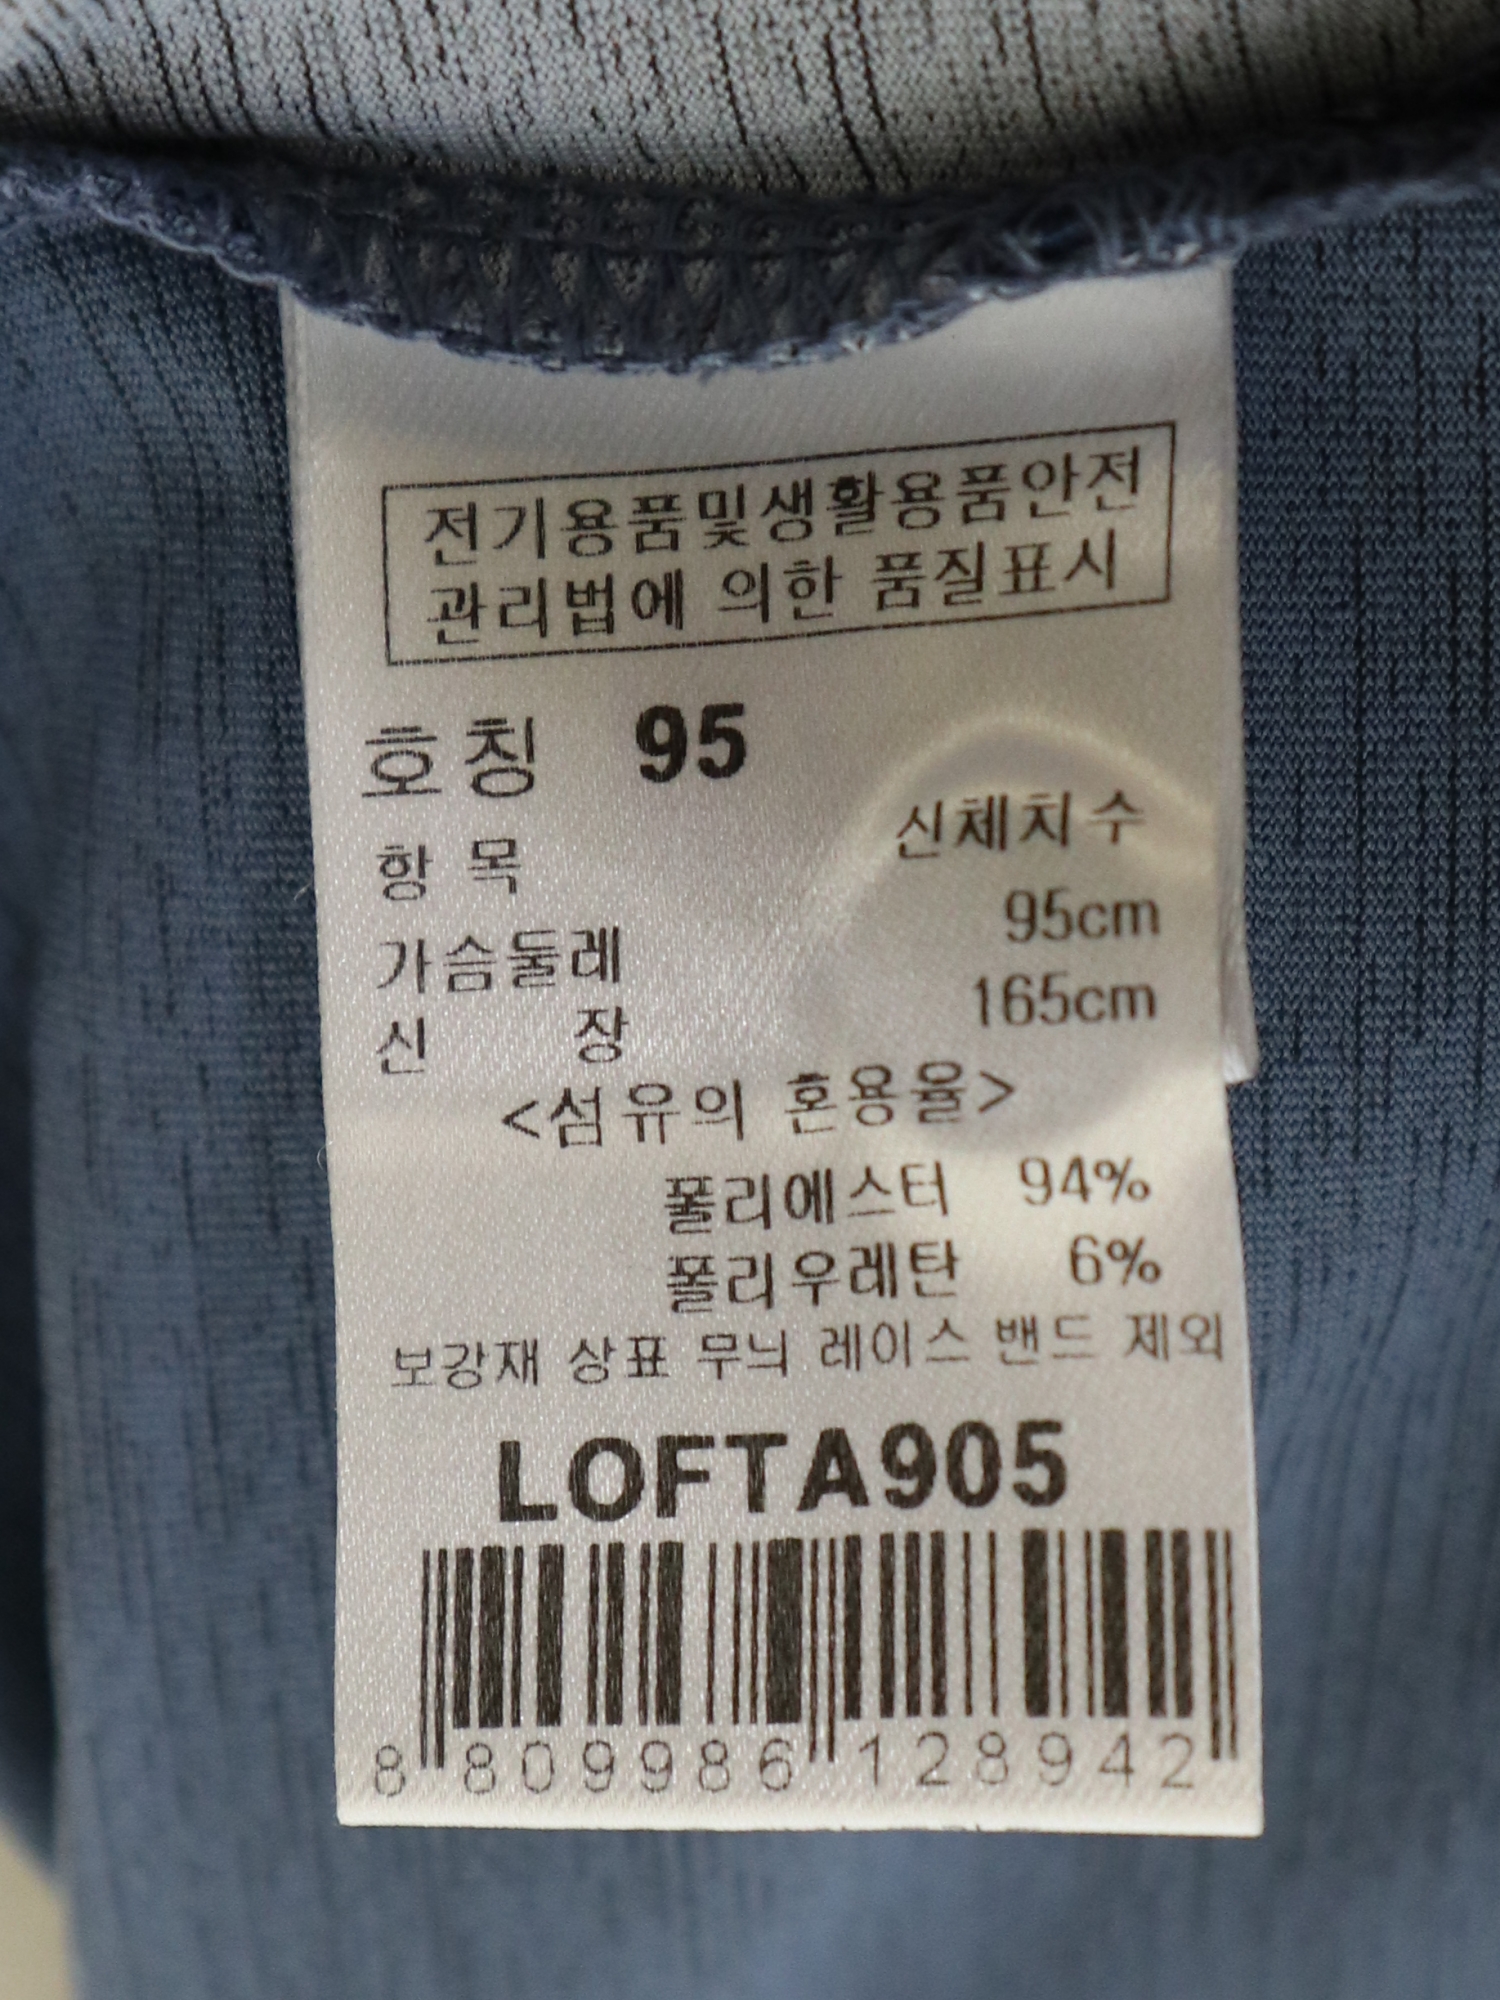 전기용품및생활용품안전
관리법에 의한 품질표시
호칭 95
항 목 신체치수
가슴둘레 95cm
신 장 165cm
<섬유의 혼용율>
폴리에스터 94%
폴리우레탄 6%
보강재 상표 무늬 레이스 밴드 제외
LOFTA905
8 809986 128942